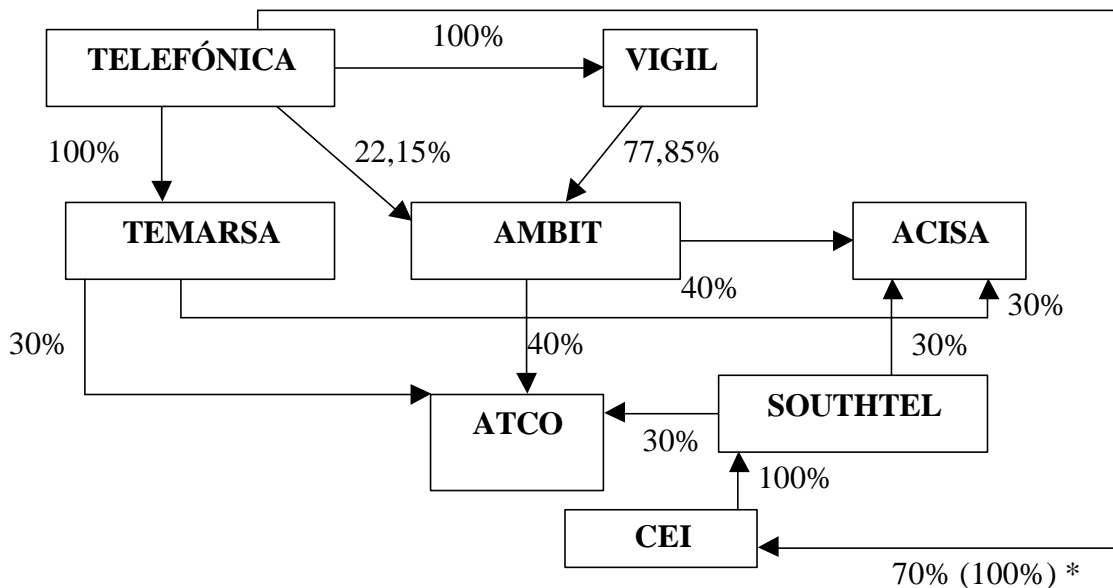 100%
TELEFÓNICA
VIGIL
100%
22,15%
77,85%
TEMARSA
AMBIT
ACISA
40%
30%
30%
40%
30%
SOUTHTEL
ATCO
30%
100%
CEI
70% (100%) *